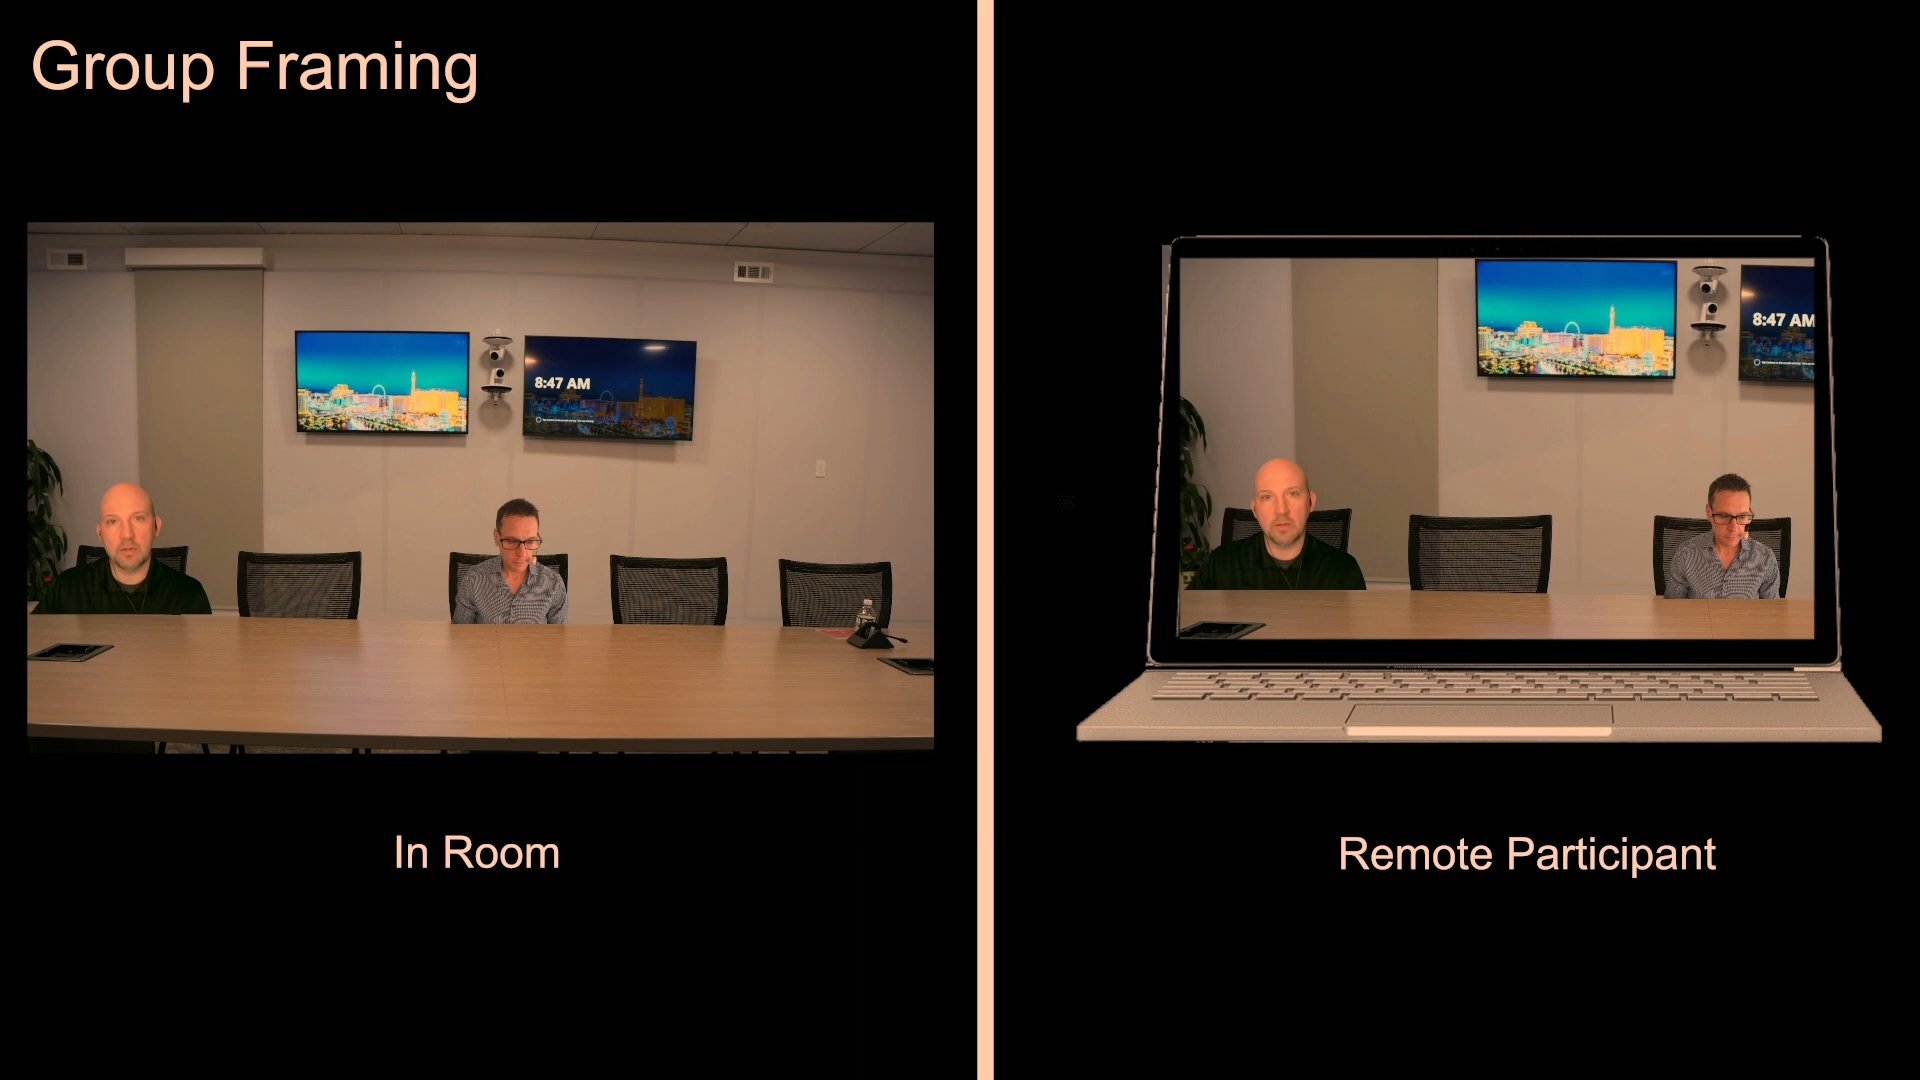 Group Framing
8:47 AM
8:47 AM
In Room
Remote Participant